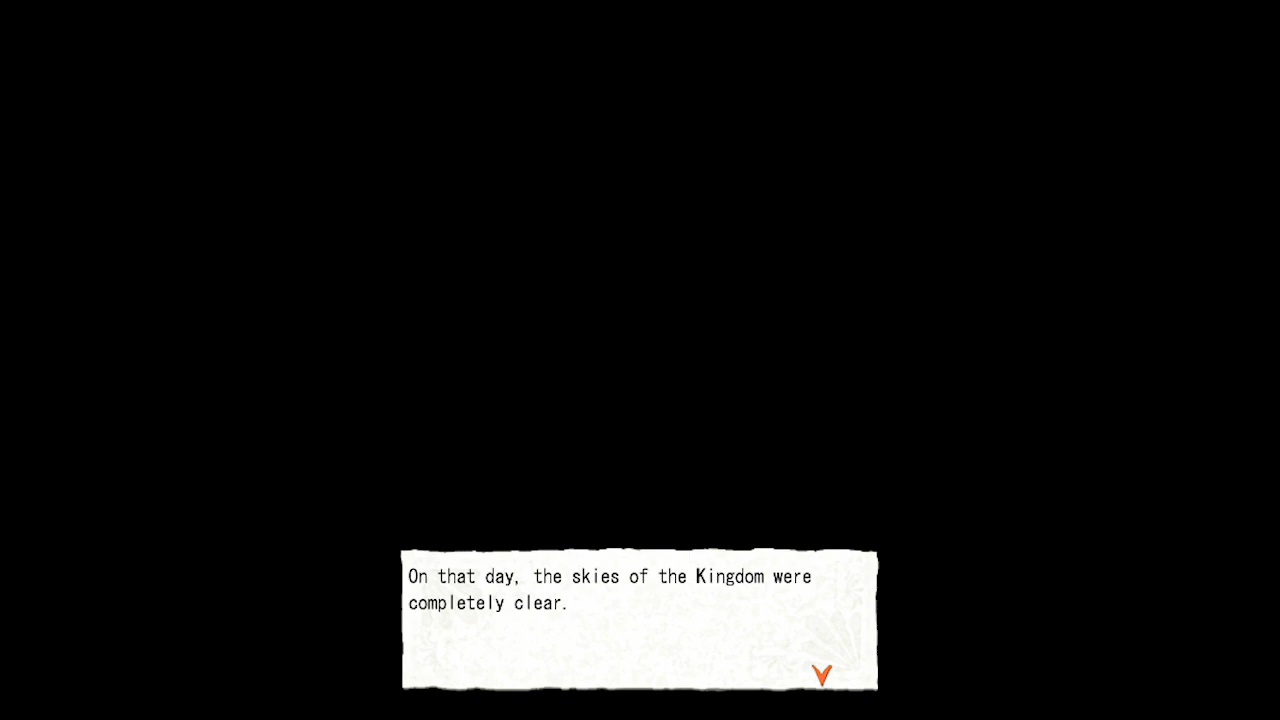 On that day, the skies of the Kingdom were
completely clear.